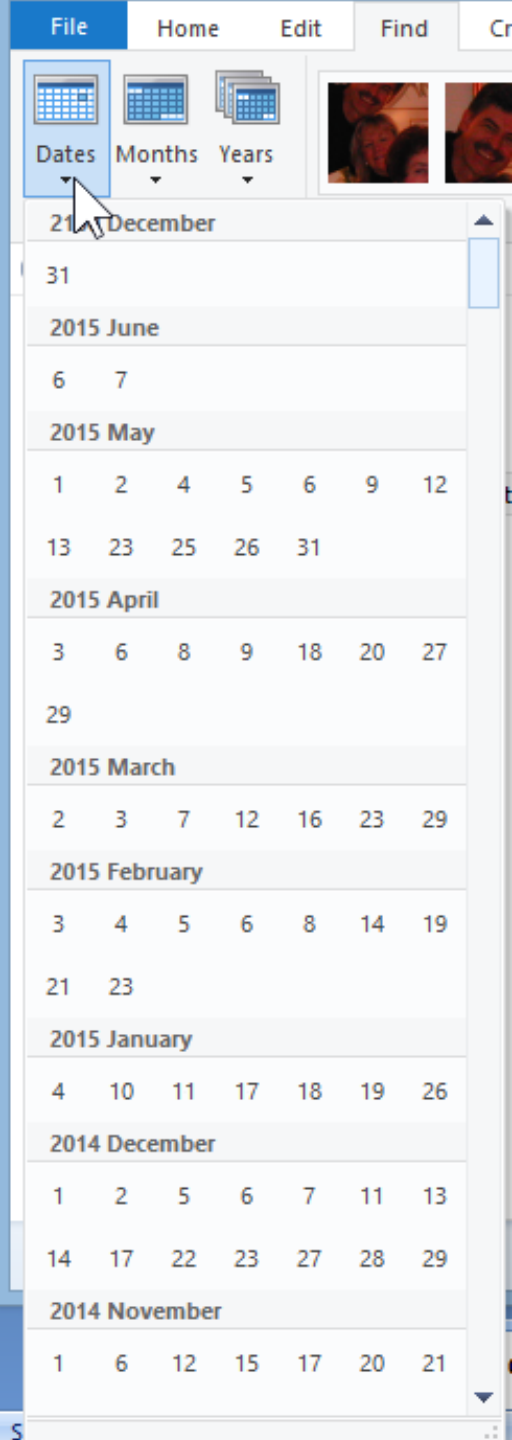 File Home Edit Find Cr
Dates Months Years
21 December
31
2015 June
6 7
2015 May
1 2 4 5 6 9 12
13 23 25 26 31
2015 April
3 6 8 9 18 20 27
29
2015 March
2 3 7 12 16 23 29
2015 February
3 4 5 6 8 14 19
21 23
2015 January
4 10 11 17 18 19 26
2014 December
1 2 5 6 7 11 13
14 17 22 23 27 28 29
2014 November
1 6 12 15 17 20 21
S